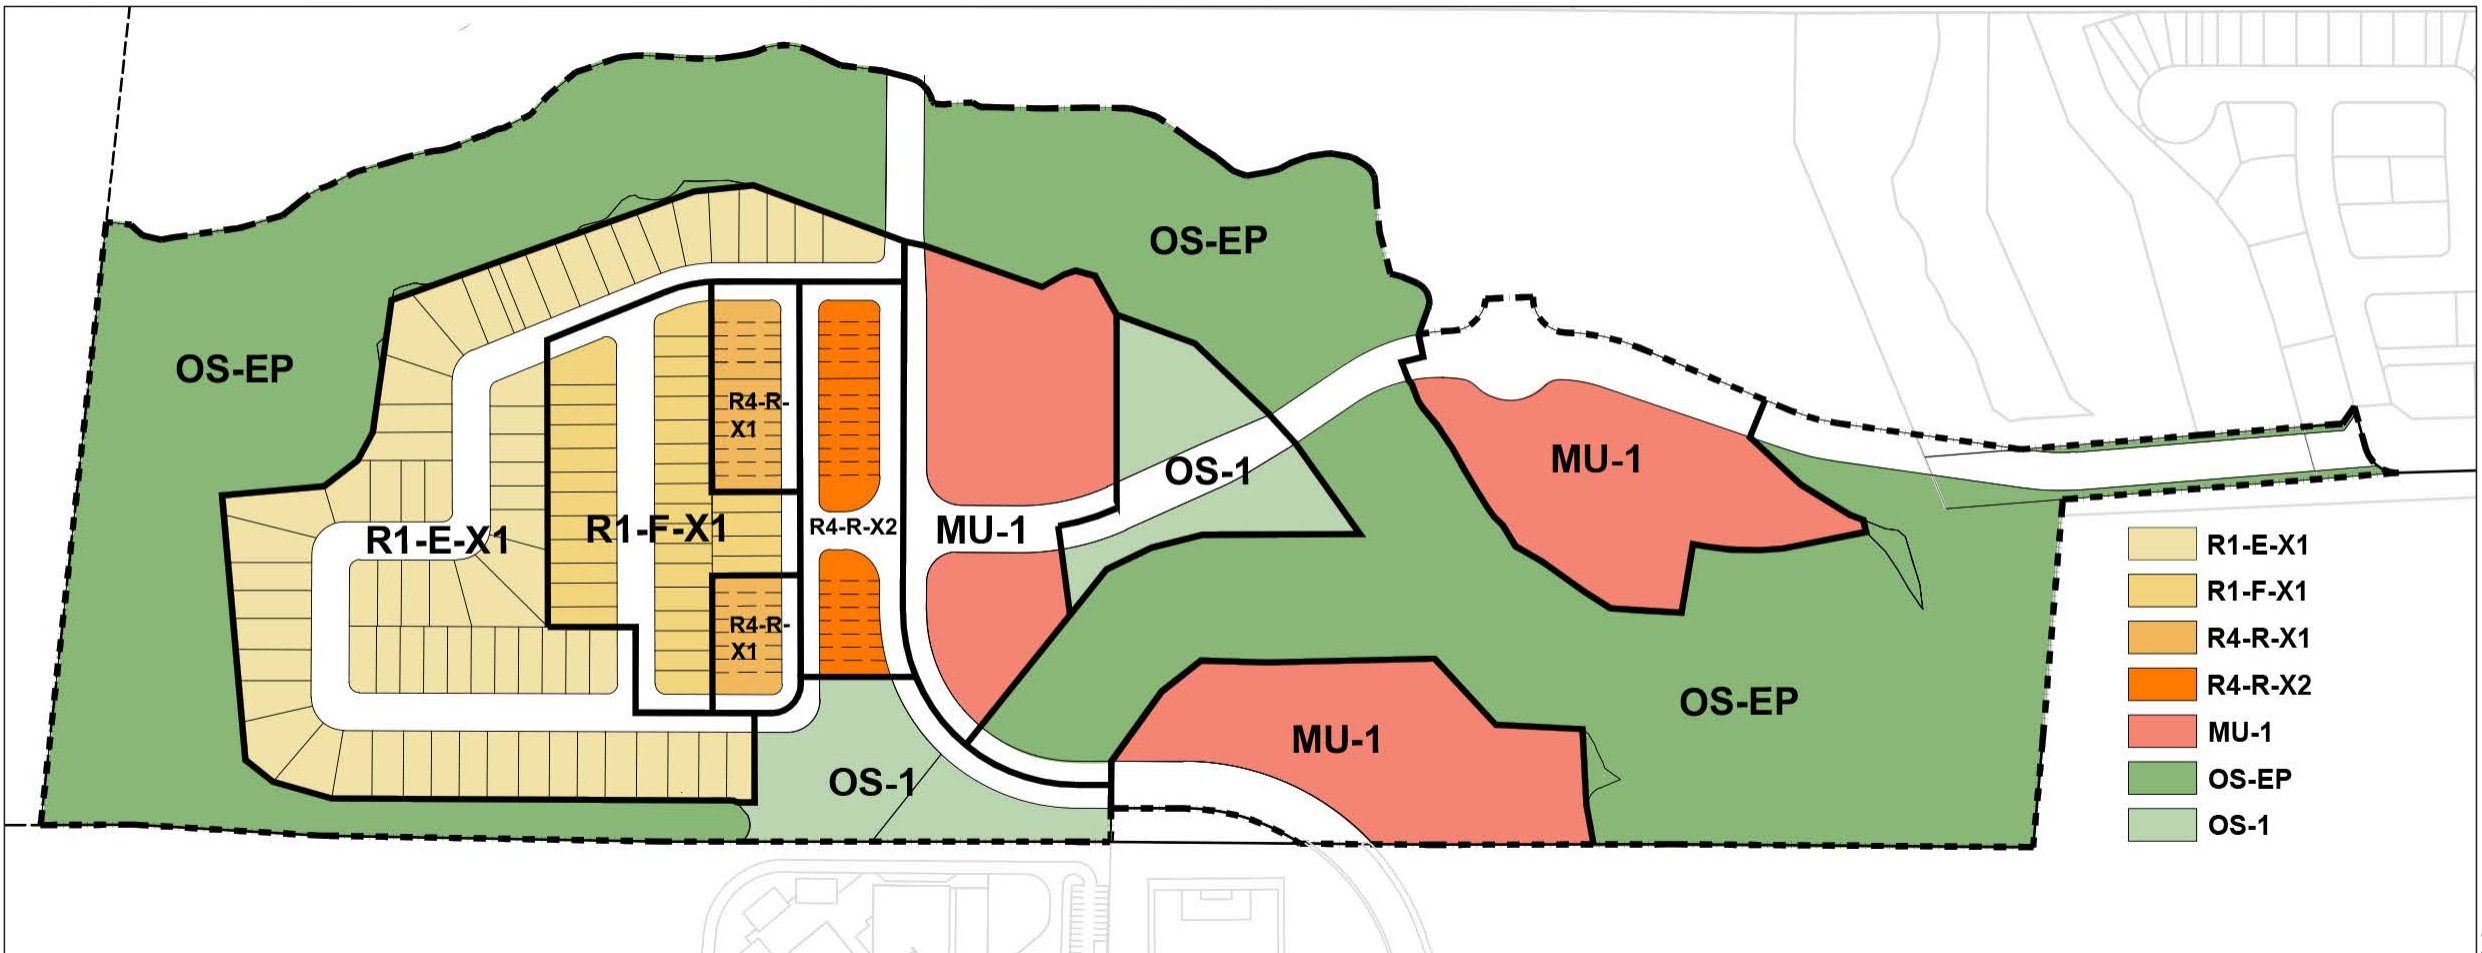 OS-EP
OS-EP
R4-R-
X1
MU-1
OS-1
R1-E-X1
R1-F-X1
R4-R-X2
MU-1
R4-R-
X1
OS-EP
MU-1
OS-1
R1-E-X1
R1-F-X1
R4-R-X1
R4-R-X2
MU-1
OS-EP
OS-1